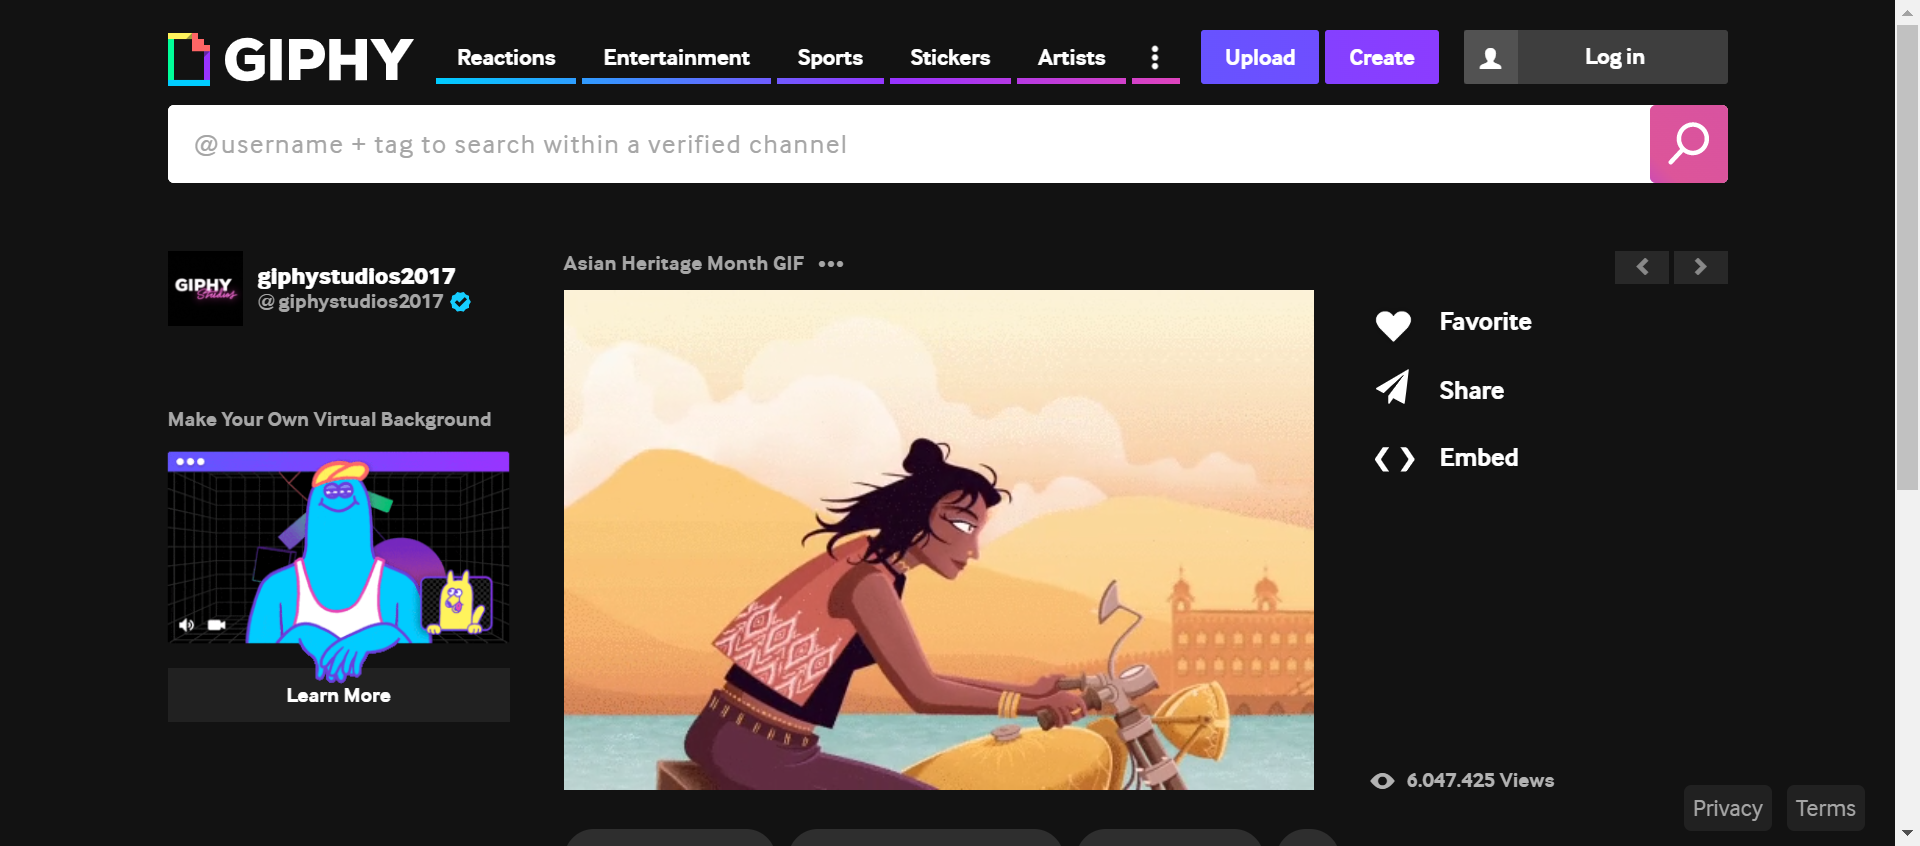 GIPHY
Reactions
Entertainment
Sports
Stickers
Artists
Upload
Create
Log in
@username + tag to search within a verified channel
GIPHY
Studios
giphystudios2017
@giphystudios2017
Asian Heritage Month GIF
Favorite
Share
Embed
Make Your Own Virtual Background
Learn More
6.047.425 Views
Privacy
Terms